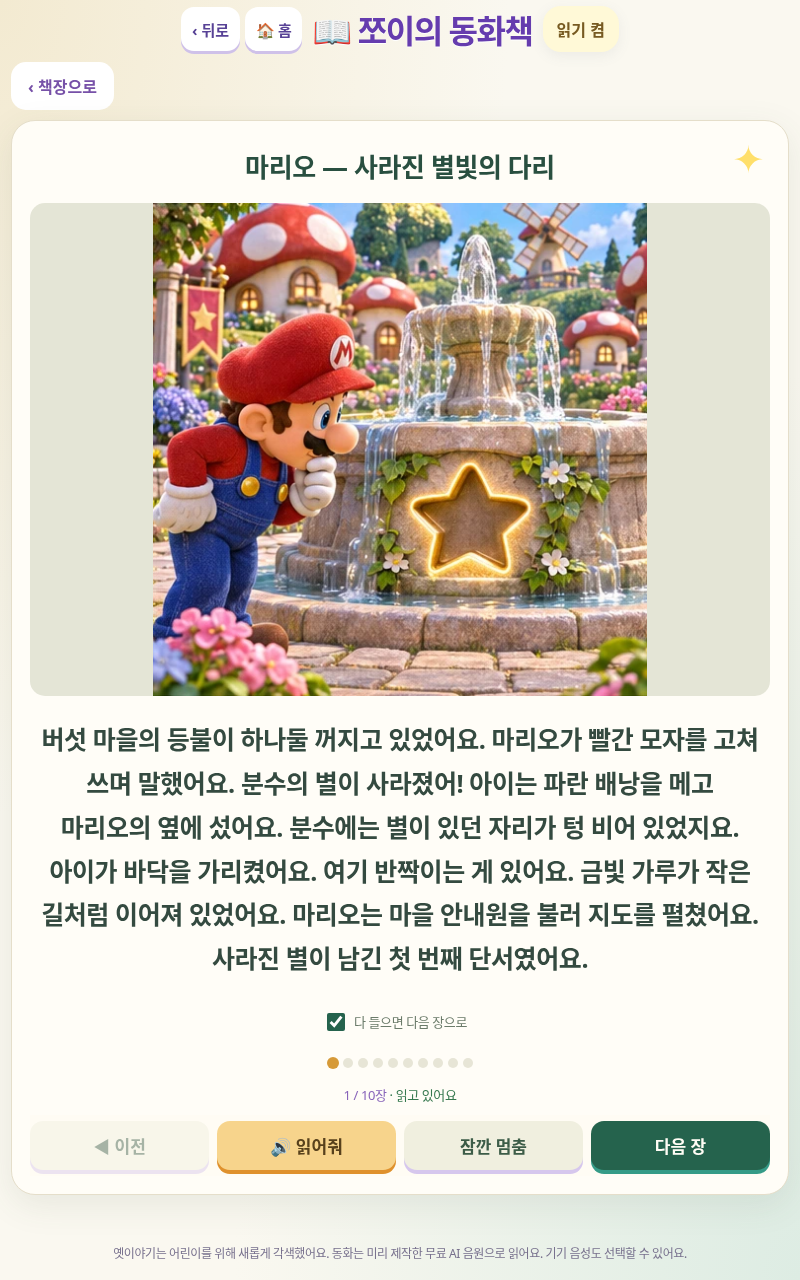 ‹ 뒤로
🏠 홈
📖 쪼이의 동화책
읽기 켬
‹ 책장으로
마리오 — 사라진 별빛의 다리
M
버섯 마을의 등불이 하나둘 꺼지고 있었어요. 마리오가 빨간 모자를 고쳐
쓰며 말했어요. 분수의 별이 사라졌어! 아이는 파란 배낭을 메고
마리오의 옆에 섰어요. 분수에는 별이 있던 자리가 텅 비어 있었지요.
아이가 바닥을 가리켰어요. 여기 반짝이는 게 있어요. 금빛 가루가 작은
길처럼 이어져 있었어요. 마리오는 마을 안내원을 불러 지도를 펼쳤어요.
사라진 별이 남긴 첫 번째 단서였어요.
다 들으면 다음 장으로
1 / 10장 · 읽고 있어요
◀ 이전
🔊 읽어줘
잠깐 멈춤
다음 장
옛이야기는 어린이를 위해 새롭게 각색했어요. 동화는 미리 제작한 무료 AI 음원으로 읽어요. 기기 음성도 선택할 수 있어요.